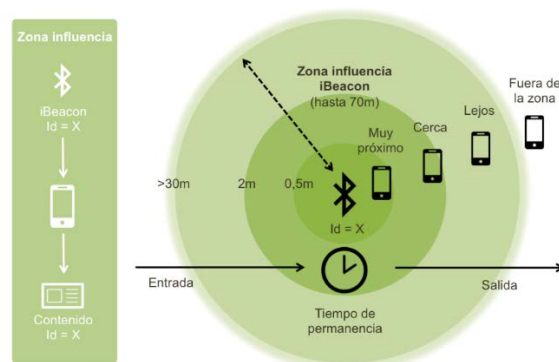 Zona influencia
iBeacon
Id = X
Contenido
Id = X
Zona influencia
iBeacon
(hasta 70m)
Muy
próximo
Cerca
Lejos
Fuera de
la zona
>30m
2m
0,5m
Id = X
Entrada
Tiempo de
permanencia
Salida